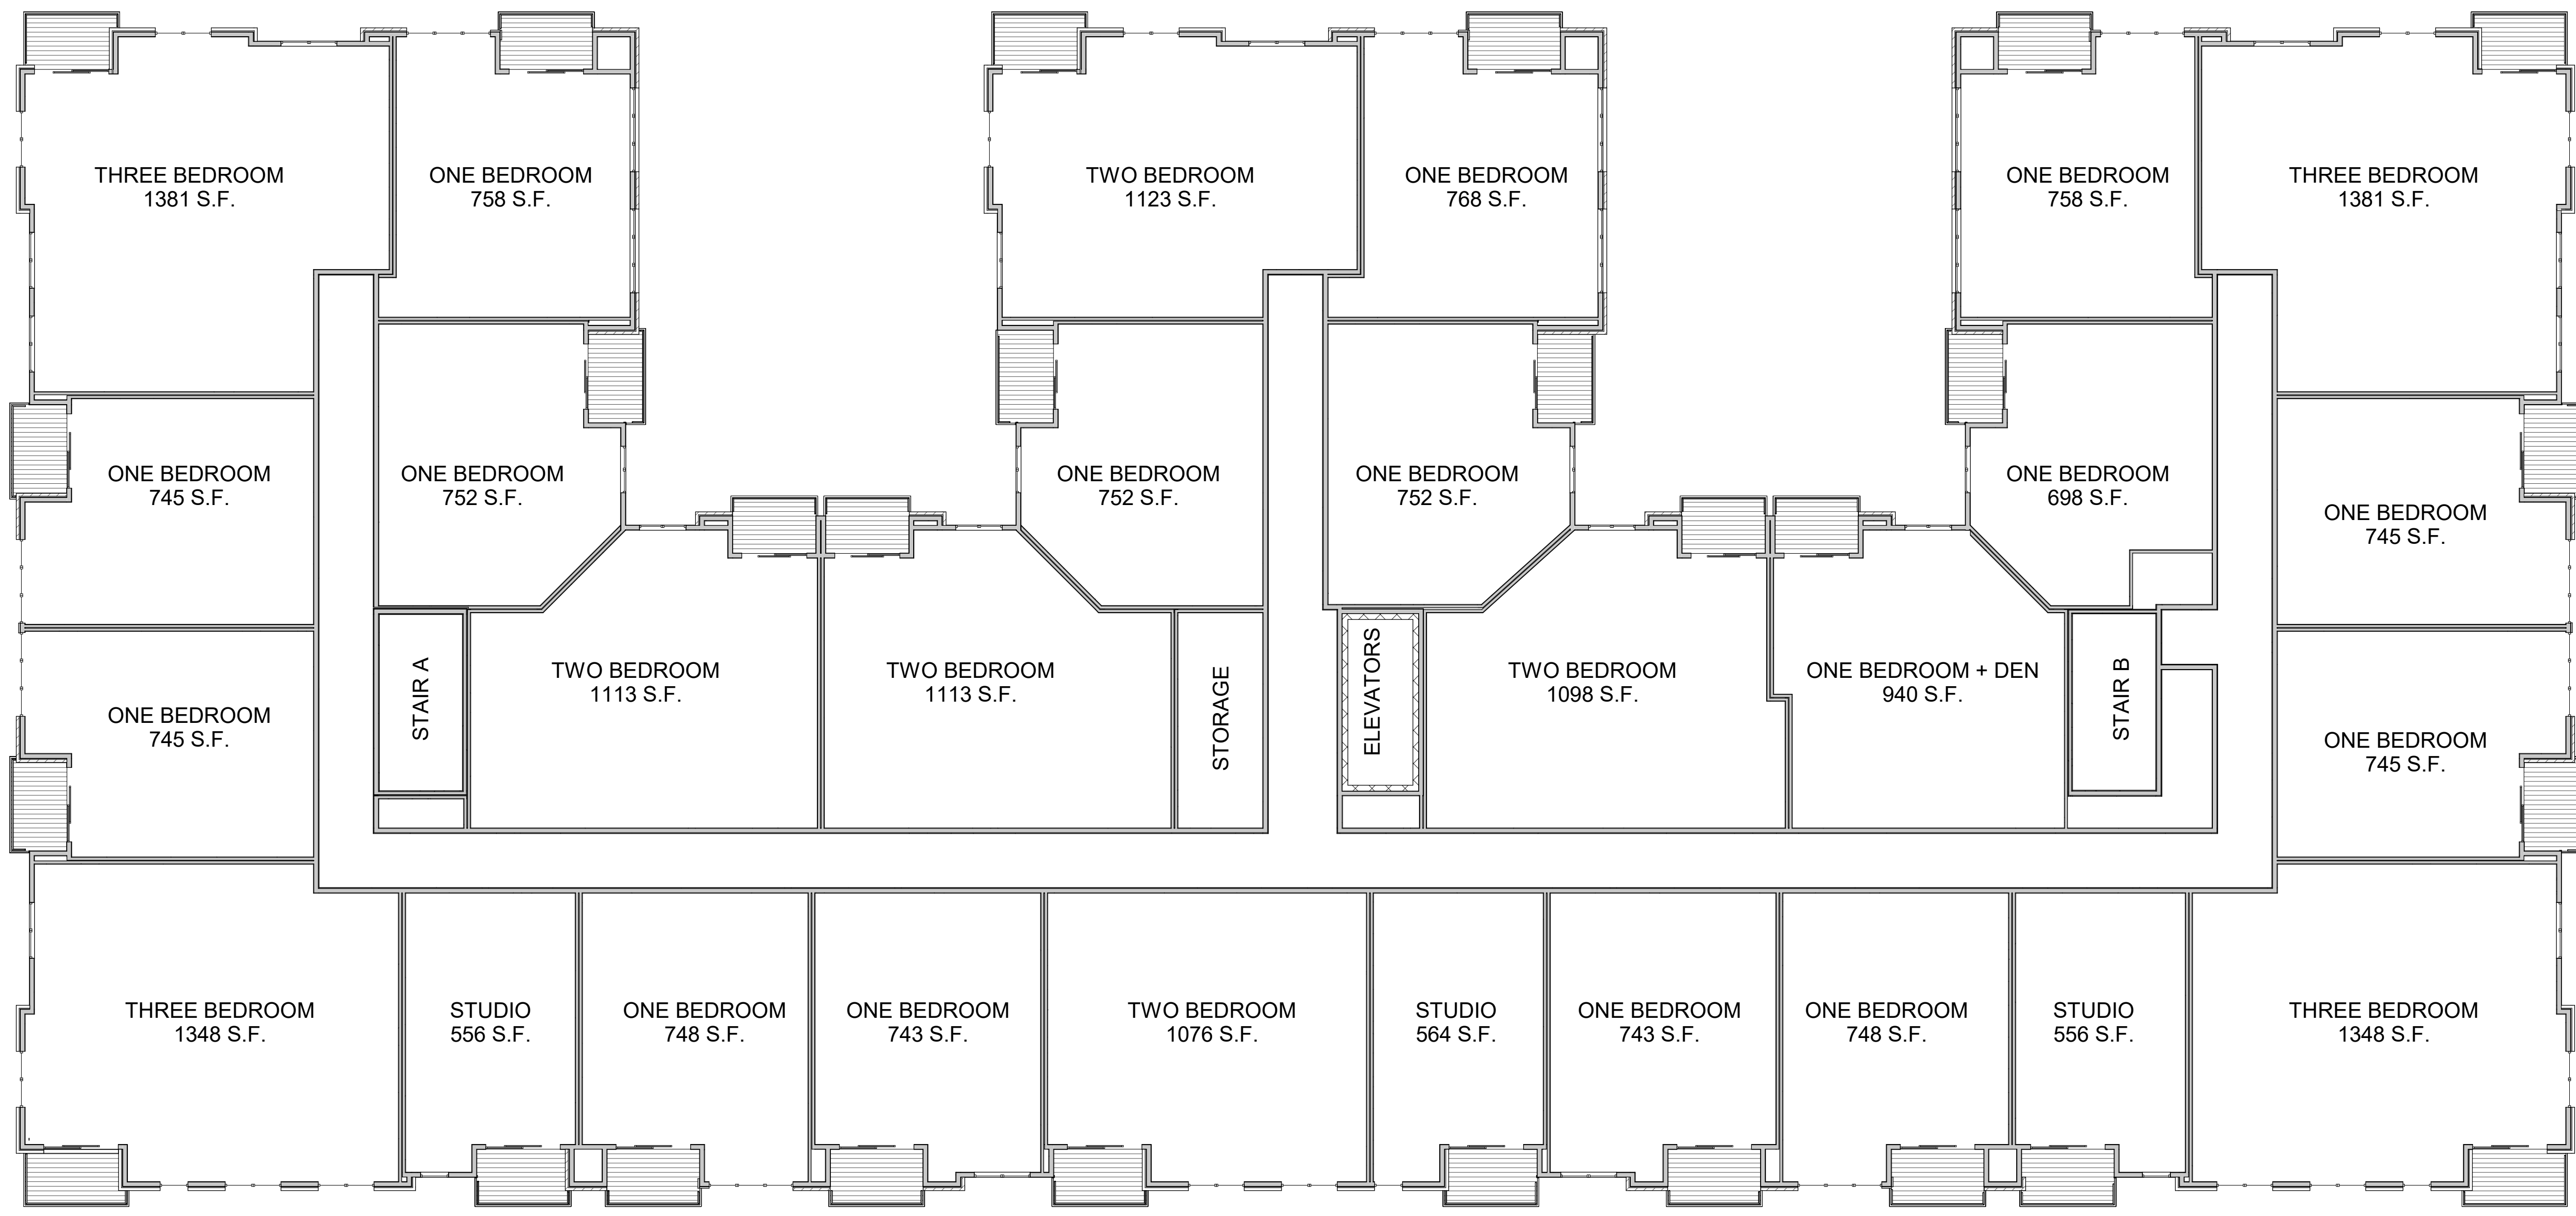 THREE BEDROOM
1381 S.F.
ONE BEDROOM
758 S.F.
TWO BEDROOM
1123 S.F.
ONE BEDROOM
768 S.F.
ONE BEDROOM
758 S.F.
THREE BEDROOM
1381 S.F.
ONE BEDROOM
745 S.F.
ONE BEDROOM
752 S.F.
ONE BEDROOM
752 S.F.
ONE BEDROOM
752 S.F.
ONE BEDROOM
698 S.F.
ONE BEDROOM
745 S.F.
ONE BEDROOM
745 S.F.
STAIR A
TWO BEDROOM
1113 S.F.
TWO BEDROOM
1113 S.F.
STORAGE
ELEVATORS
TWO BEDROOM
1098 S.F.
ONE BEDROOM + DEN
940 S.F.
STAIR B
ONE BEDROOM
745 S.F.
THREE BEDROOM
1348 S.F.
STUDIO
556 S.F.
ONE BEDROOM
748 S.F.
ONE BEDROOM
743 S.F.
TWO BEDROOM
1076 S.F.
STUDIO
564 S.F.
ONE BEDROOM
743 S.F.
ONE BEDROOM
748 S.F.
STUDIO
556 S.F.
THREE BEDROOM
1348 S.F.